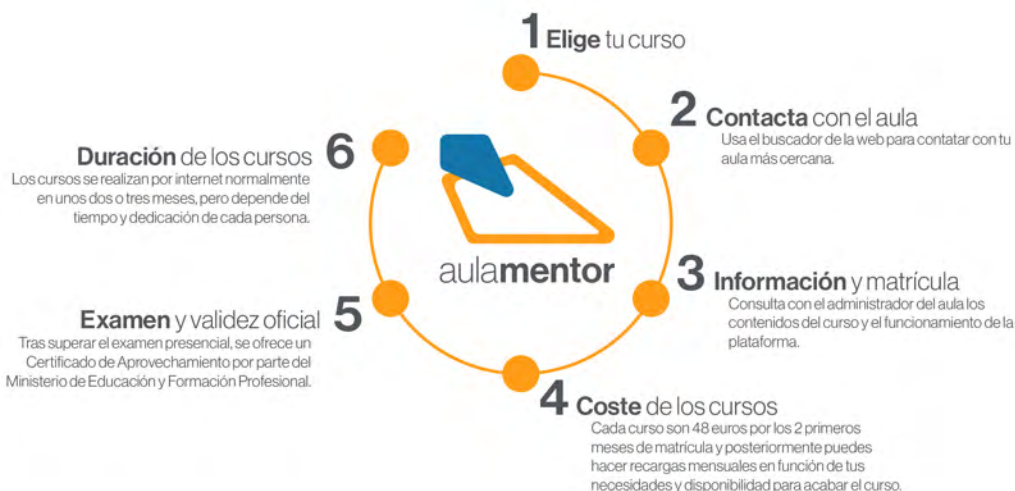 1 Elige tu curso
2 Contacta con el aula
Usa el buscador de la web para contatar con tu
aula más cercana.
3 Información y matrícula
Consulta con el administrador del aula los
contenidos del curso y el funcionamiento de la
plataforma.
4 Coste de los cursos
Cada curso son 48 euros por los 2 primeros
meses de matrícula y posteriormente puedes
hacer recargas mensuales en función de tus
necesidades y disponibilidad para acabar el curso.
Examen y validez oficial 5
Tras superar el examen presencial, se ofrece un
Certificado de Aprovechamiento por parte del
Ministerio de Educación y Formación Profesional.
Duración de los cursos 6
Los cursos se realizan por internet normalmente
en unos dos o tres meses, pero depende del
tiempo y dedicación de cada persona.
aulamentor